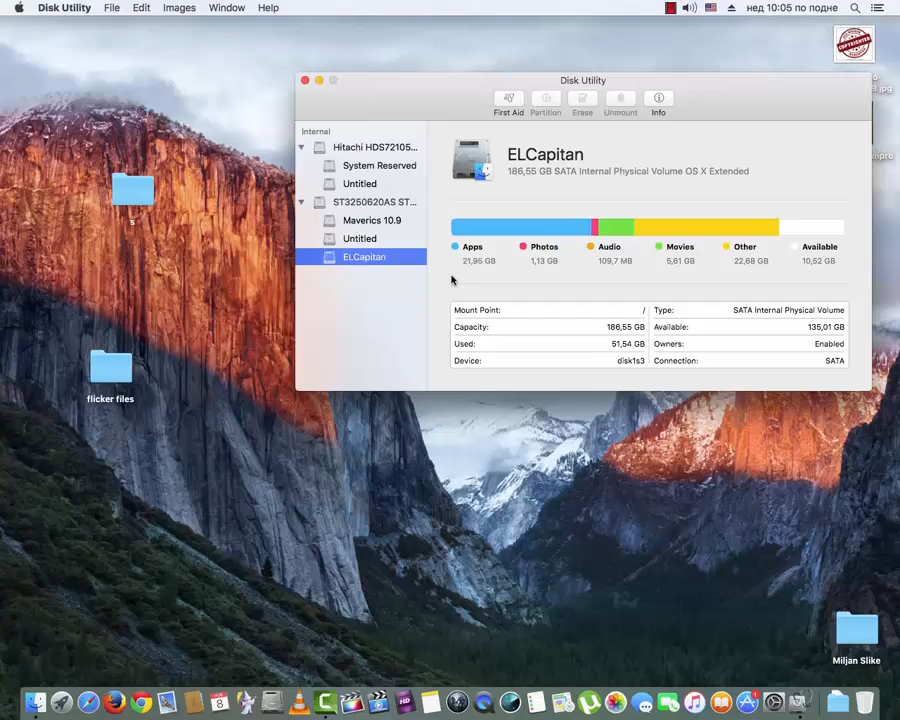 Disk Utility File Edit Images Window Help нед 10:05 по подне
COPYRIGHTED
Disk Utility
First Aid Partition Erase Unmount Info
Internal
Hitachi HDS72105...
System Reserved
Untitled
ST3250620AS ST...
Maverics 10.9
Untitled
ELCapitan
ELCapitan
186,55 GB SATA Internal Physical Volume OS X Extended
Apps Photos Audio Movies Other Available
21,95 GB 1,13 GB 109,7 MB 5,61 GB 22,68 GB 10,52 GB
Mount Point: / Type: SATA Internal Physical Volume
Capacity: 186,55 GB Available: 135,01 GB
Used: 51,54 GB Owners: Enabled
Device: disk1s3 Connection: SATA
s
flicker files
Miljan Slike
8
HD